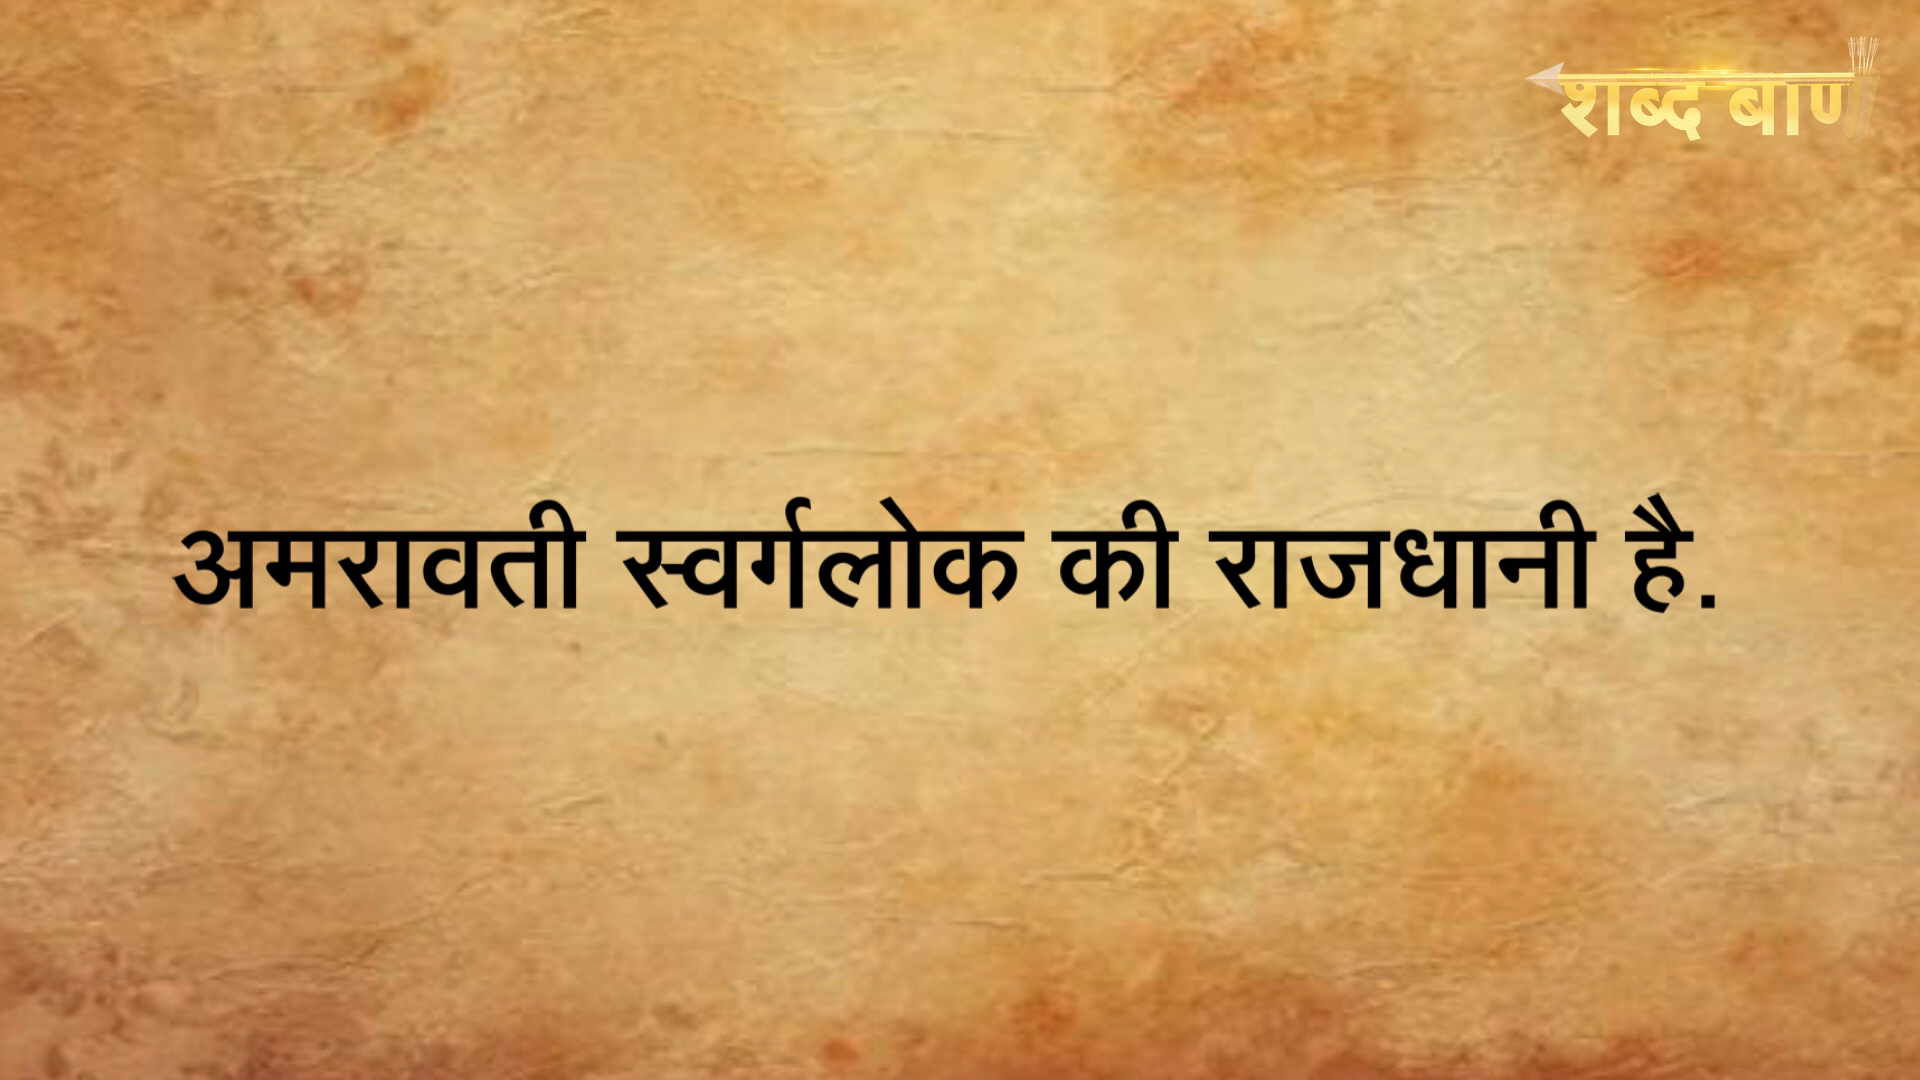 शब्द बाण
अमरावती स्वर्गलोक की राजधानी है.